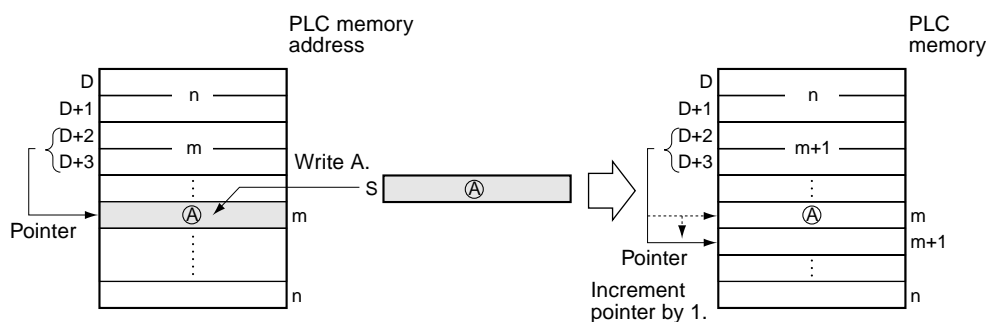 PLC memory
address
D
n
D+1
D+2
m
D+3
Pointer
Ⓐ
m
n
Write A.
S
Ⓐ
PLC
memory
D
n
D+1
D+2
m+1
D+3
Ⓐ
m
m+1
Pointer
Increment
pointer by 1.
n